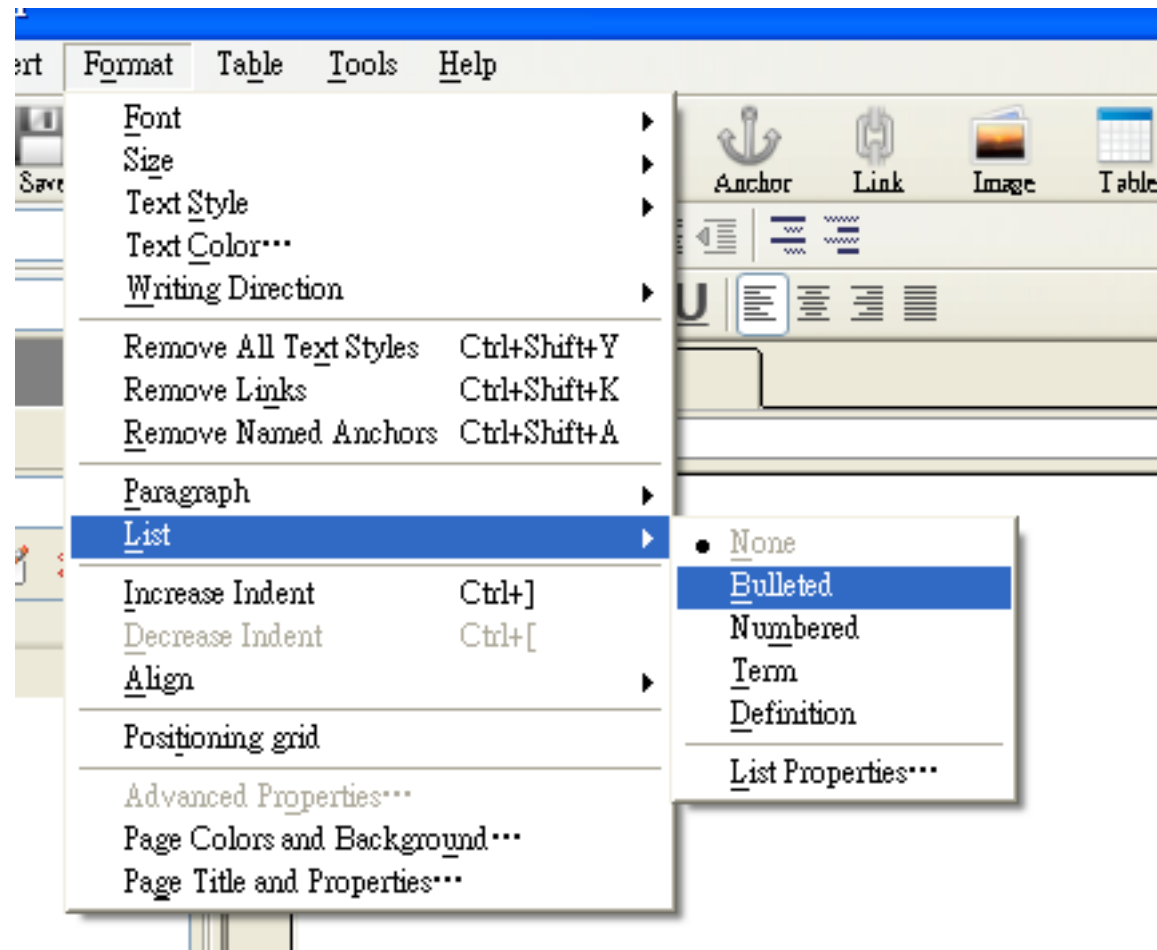 Format Table Tools Help
Save Anchor Link Image Table
Font
Size
Text Style
Text Color···
Writing Direction
Remove All Text Styles Ctrl+Shift+Y
Remove Links Ctrl+Shift+K
Remove Named Anchors Ctrl+Shift+A
Paragraph
List
Increase Indent Ctrl+]
Decrease Indent Ctrl+[
Align
Positioning grid
Advanced Properties···
Page Colors and Background···
Page Title and Properties···
None
Bulleted
Numbered
Term
Definition
List Properties···
U